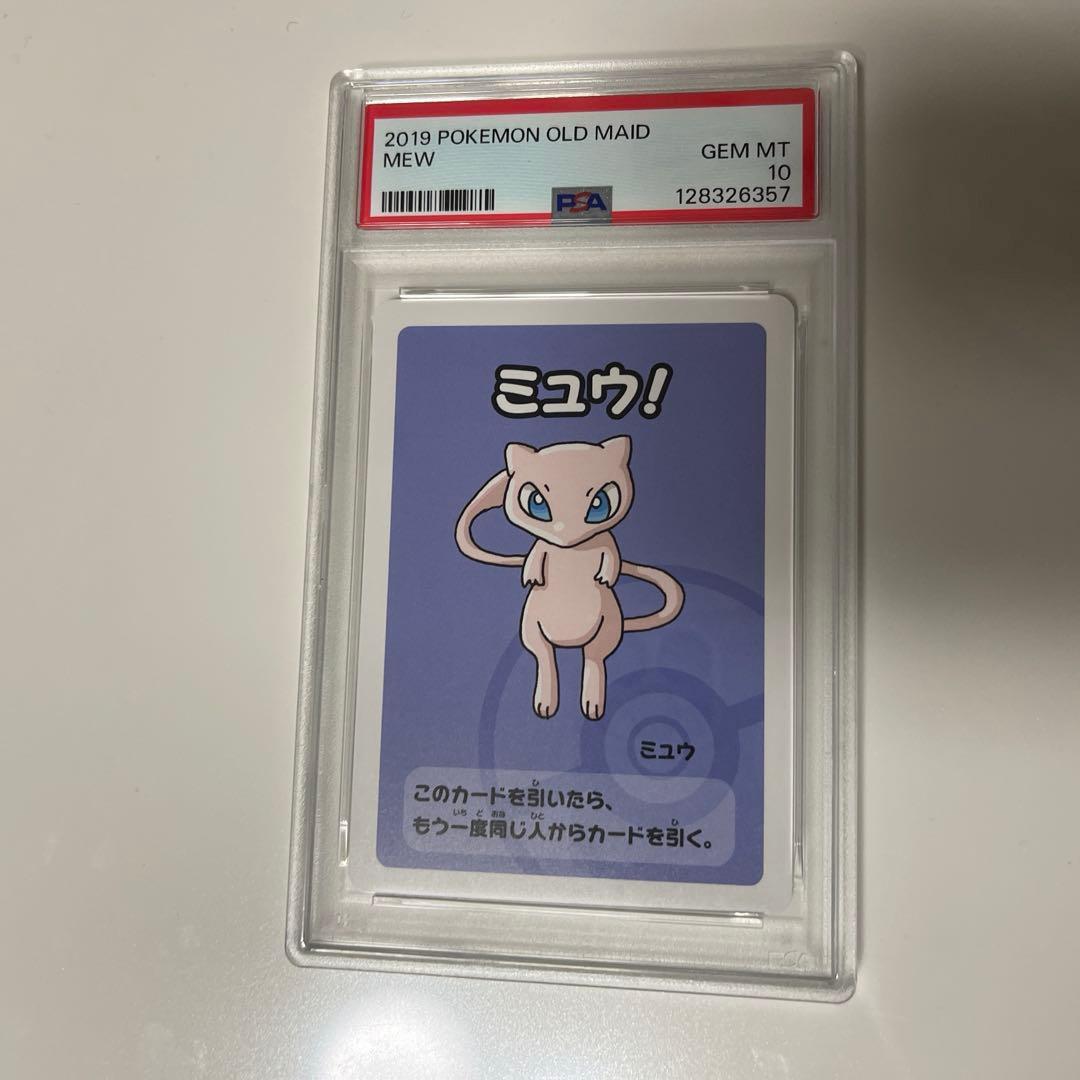 2019 POKEMON OLD MAID
MEW
GEM MT
10
PSA
128326357
ミュウ!
ミュウ
このカードを引いたら、
もう一度同じ人からカードを引く。